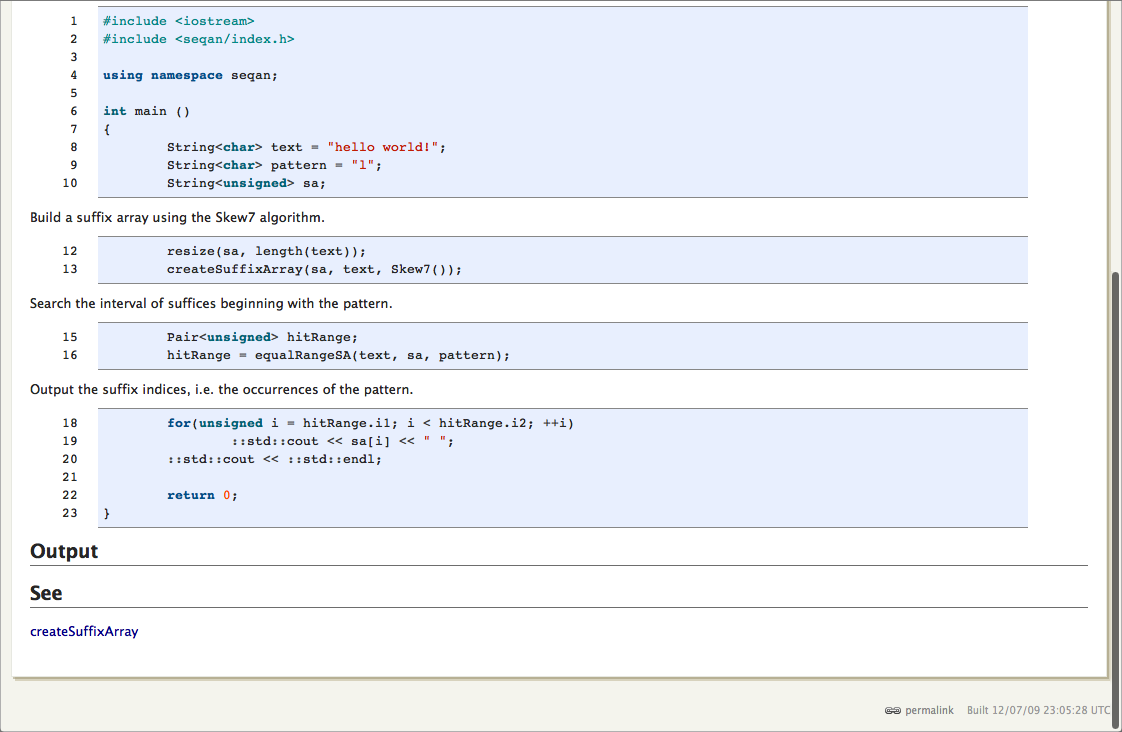 1 #include <iostream>
2 #include <seqan/index.h>
3
4 using namespace seqan;
5
6 int main ()
7 {
8 String<char> text = "hello world!";
9 String<char> pattern = "l";
10 String<unsigned> sa;
Build a suffix array using the Skew7 algorithm.
12 resize(sa, length(text));
13 createSuffixArray(sa, text, Skew7());
Search the interval of suffices beginning with the pattern.
15 Pair<unsigned> hitRange;
16 hitRange = equalRangeSA(text, sa, pattern);
Output the suffix indices, i.e. the occurrences of the pattern.
18 for(unsigned i = hitRange.i1; i < hitRange.i2; ++i)
19 ::std::cout << sa[i] << " ";
20 ::std::cout << ::std::endl;
21
22 return 0;
23 }
Output
See
createSuffixArray
permalink Built 12/07/09 23:05:28 UTC